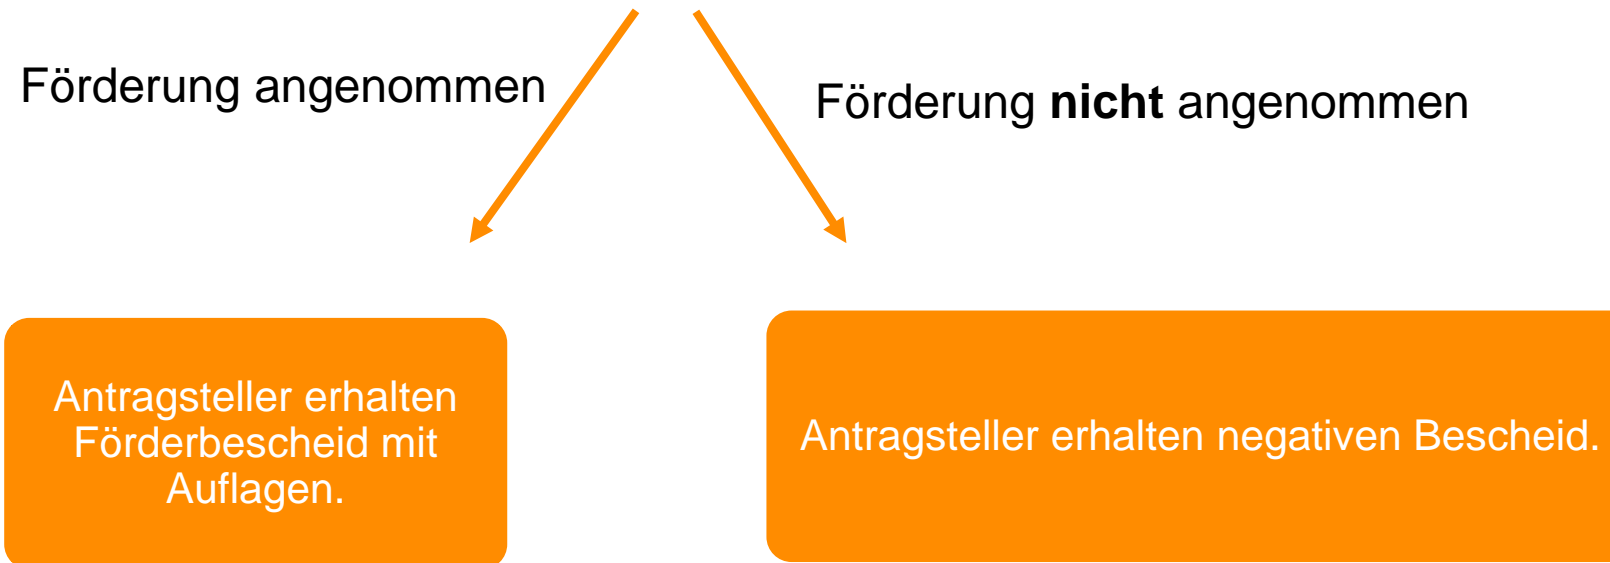 Förderung angenommen
Förderung nicht angenommen
Antragsteller erhalten
Förderbescheid mit
Auflagen.
Antragsteller erhalten negativen Bescheid.